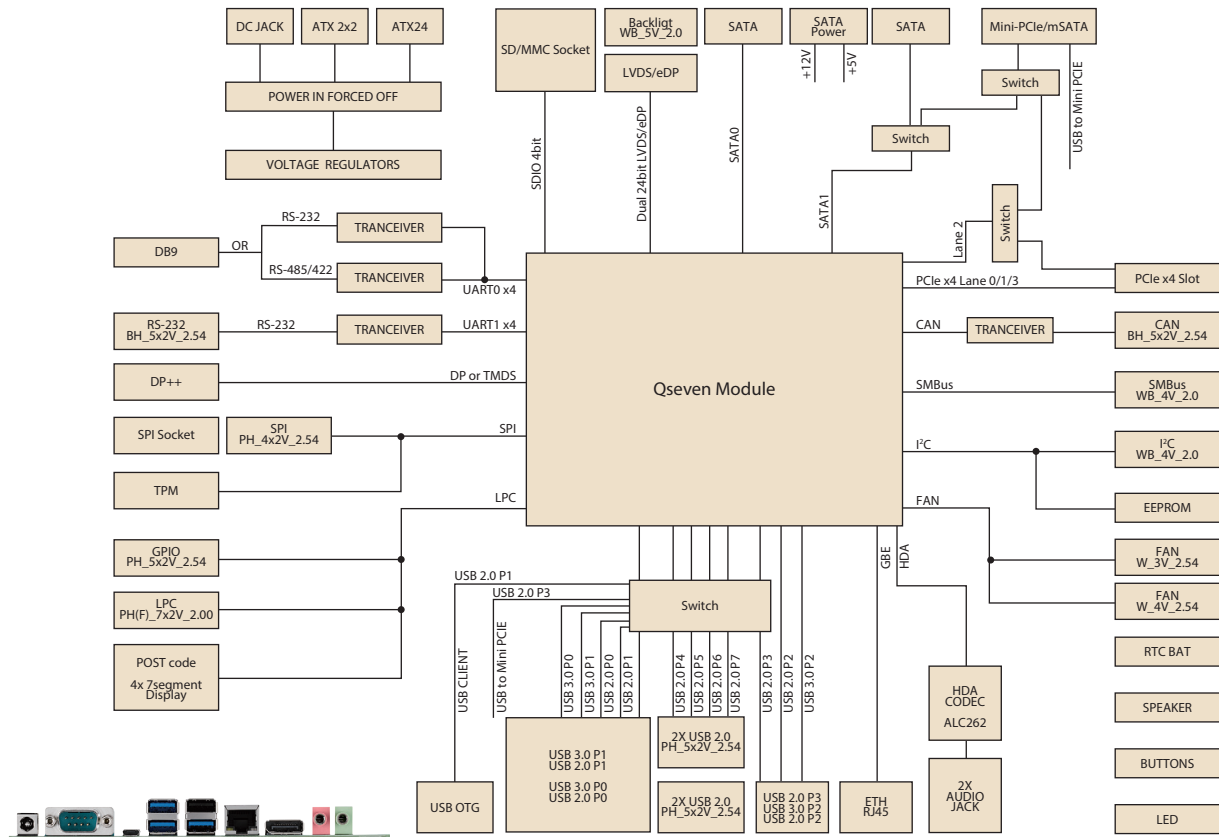 DC JACK
ATX 2x2
ATX24
SD/MMC Socket
Backliqt
WB_5V_2.0
SATA
SATA
Power
SATA
Mini-PCIe/mSATA
LVDS/eDP
+12V
+5V
Switch
USB to Mini PCIE
POWER IN FORCED OFF
Switch
VOLTAGE REGULATORS
SDIO 4bit
Dual 24bit LVDS/eDP
SATA0
SATA1
RS-232
TRANCEIVER
Switch
Lane 2
DB9
OR
RS-485/422
TRANCEIVER
UART0 x4
PCIe x4 Lane 0/1/3
PCIe x4 Slot
RS-232
BH_5x2V_2.54
RS-232
TRANCEIVER
UART1 x4
CAN
TRANCEIVER
CAN
BH_5x2V_2.54
DP++
DP or TMDS
Qseven Module
SMBus
SMBus
WB_4V_2.0
SPI Socket
SPI
PH_4x2V_2.54
SPI
I²C
I²C
WB_4V_2.0
TPM
LPC
FAN
EEPROM
GPIO
PH_5x2V_2.54
GBE
HDA
FAN
W_3V_2.54
USB 2.0 P1
USB 2.0 P3
Switch
LPC
PH(F)_7x2V_2.00
FAN
W_4V_2.54
POST code
4x 7segment
Display
USB CLIENT
USB to Mini PCIE
USB 3.0 P0
USB 3.0 P1
USB 2.0 P0
USB 2.0 P1
USB 2.0 P4
USB 2.0 P5
USB 2.0 P6
USB 2.0 P7
USB 2.0 P3
USB 2.0 P2
USB 3.0 P2
RTC BAT
HDA
CODEC
ALC262
SPEAKER
USB 3.0 P1
USB 2.0 P1
USB 3.0 P0
USB 2.0 P0
2X USB 2.0
PH_5x2V_2.54
BUTTONS
USB OTG
2X USB 2.0
PH_5x2V_2.54
USB 2.0 P3
USB 3.0 P2
USB 2.0 P2
ETH
RJ45
2X
AUDIO
JACK
LED